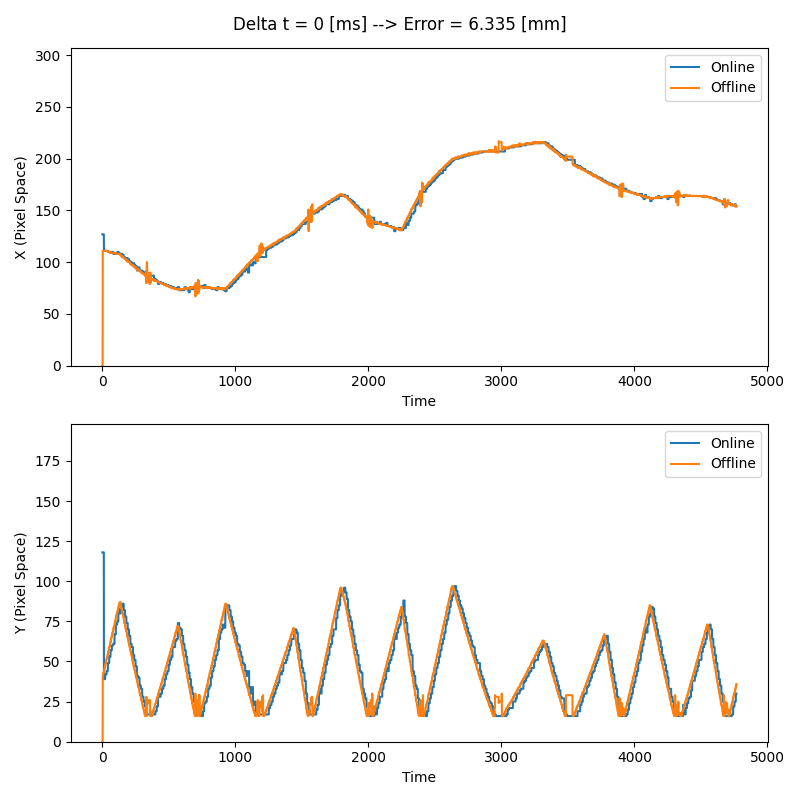 Delta t = 0 [ms] --> Error = 6.335 [mm]
300
250
200
150
100
50
0
X (Pixel Space)
Online
Offline
0 1000 2000 3000 4000 5000
Time
175
150
125
100
75
50
25
0
Y (Pixel Space)
Online
Offline
0 1000 2000 3000 4000 5000
Time